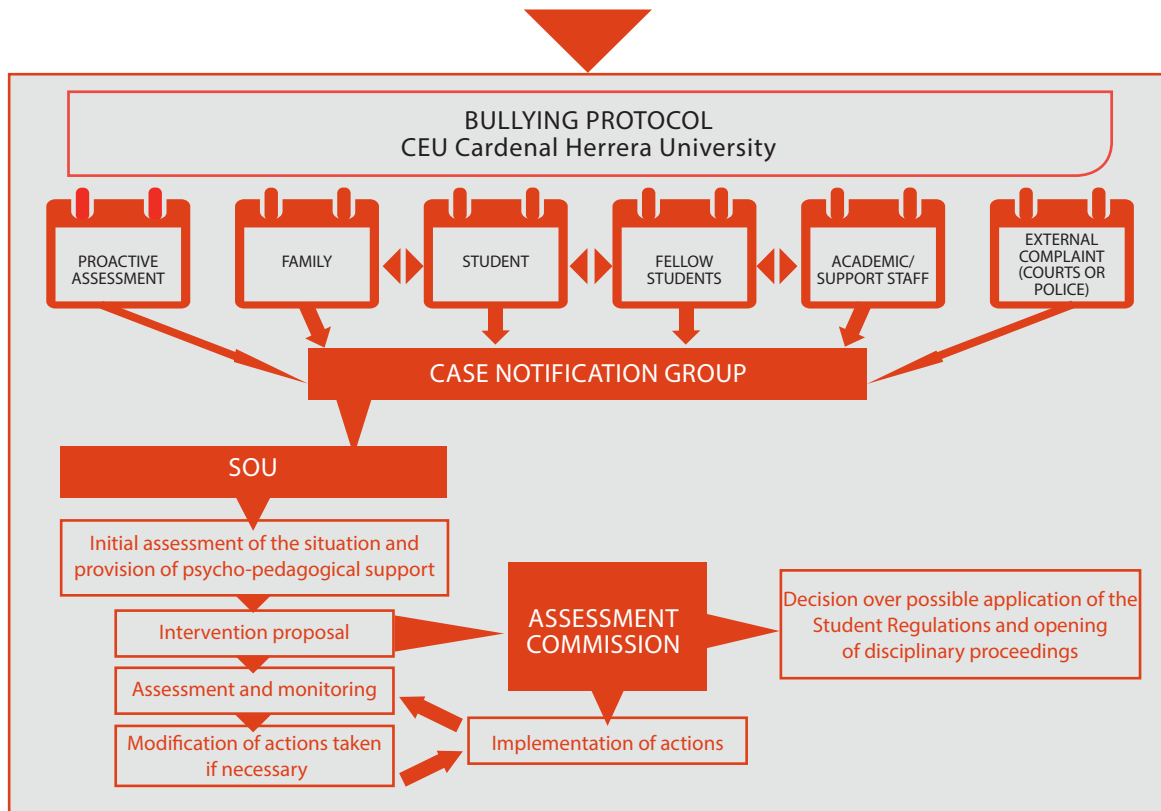 BULLYING PROTOCOL
CEU Cardenal Herrera University
PROACTIVE
ASSESSMENT
FAMILY
STUDENT
FELLOW
STUDENTS
ACADEMIC/
SUPPORT STAFF
EXTERNAL
COMPLAINT
(COURTS OR
POLICE)
CASE NOTIFICATION GROUP
SOU
Initial assessment of the situation and
provision of psycho-pedagogical support
Intervention proposal
Assessment and monitoring
Modification of actions taken
if necessary
ASSESSMENT
COMMISSION
Implementation of actions
Decision over possible application of the
Student Regulations and opening
of disciplinary proceedings